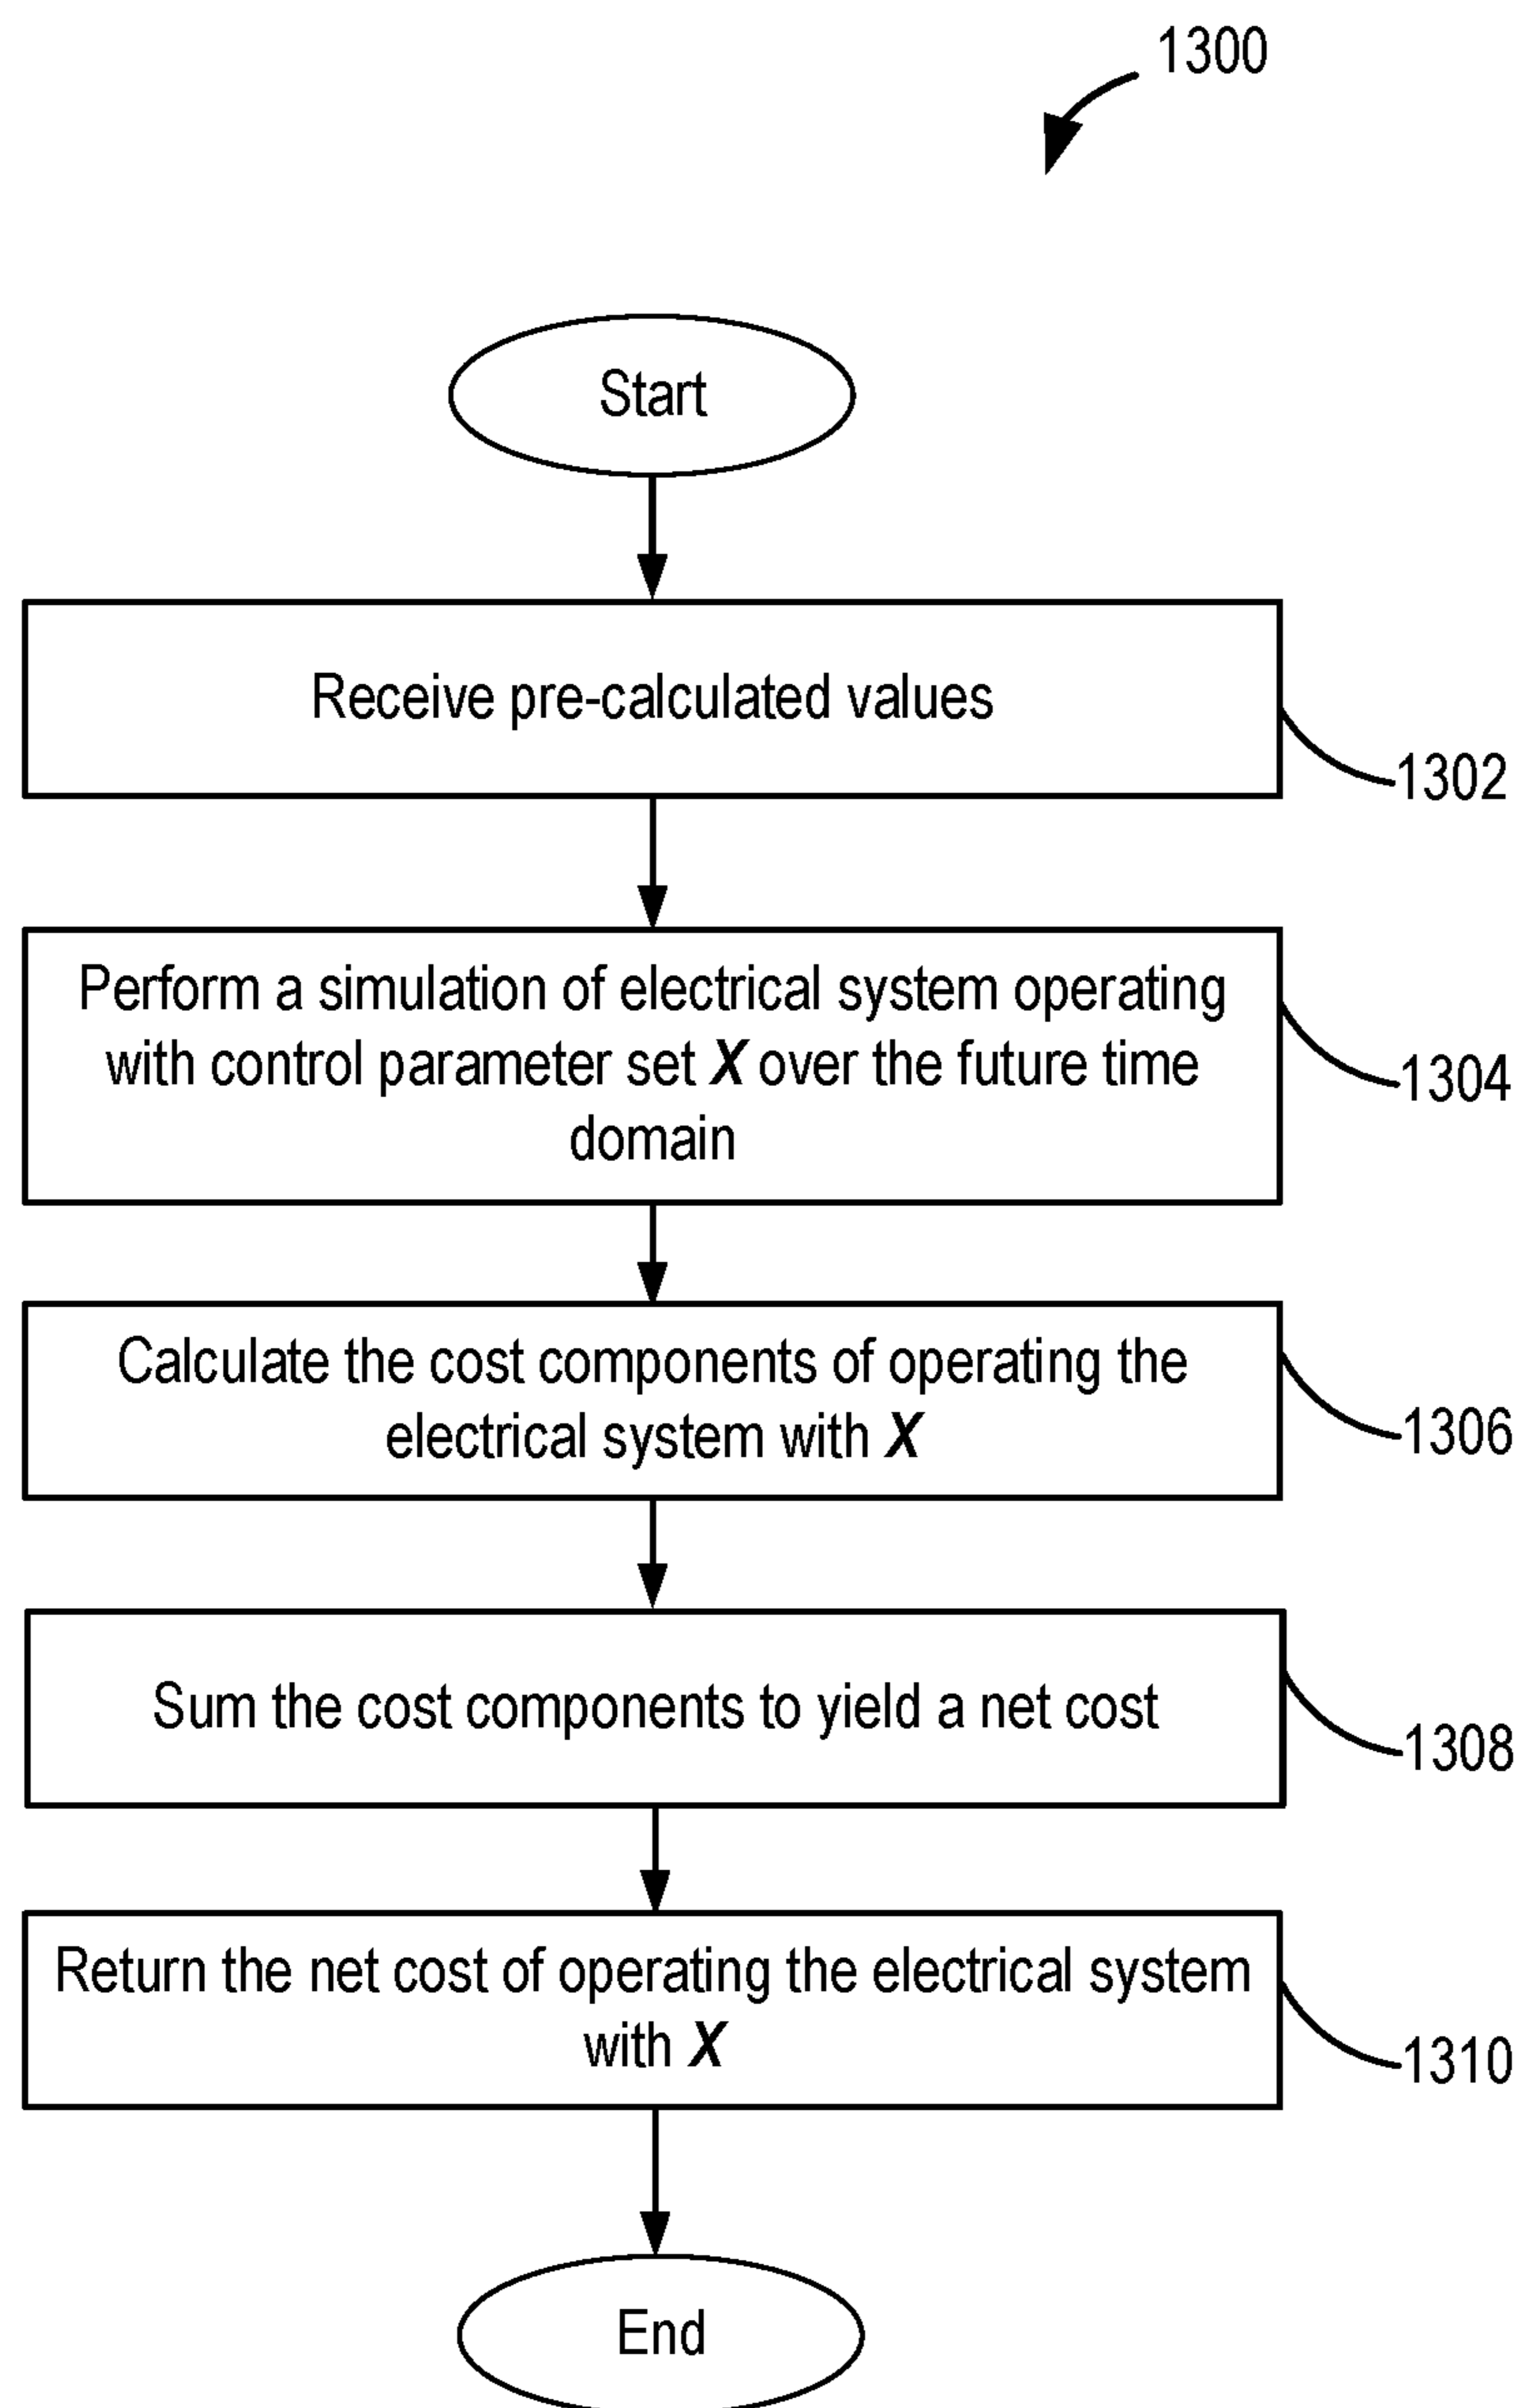 1300
Start
Receive pre-calculated values
1302
Perform a simulation of electrical system operating
with control parameter set X over the future time
domain
1304
Calculate the cost components of operating the
electrical system with X
1306
Sum the cost components to yield a net cost
1308
Return the net cost of operating the electrical system
with X
1310
End